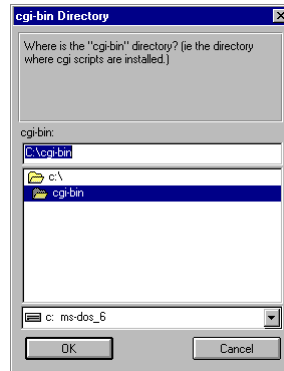 cgi-bin Directory
Where is the "cgi-bin" directory? (ie the directory
where cgi scripts are installed.)
cgi-bin:
C:\cgi-bin
c:\
cgi-bin
c: ms-dos_6
OK Cancel